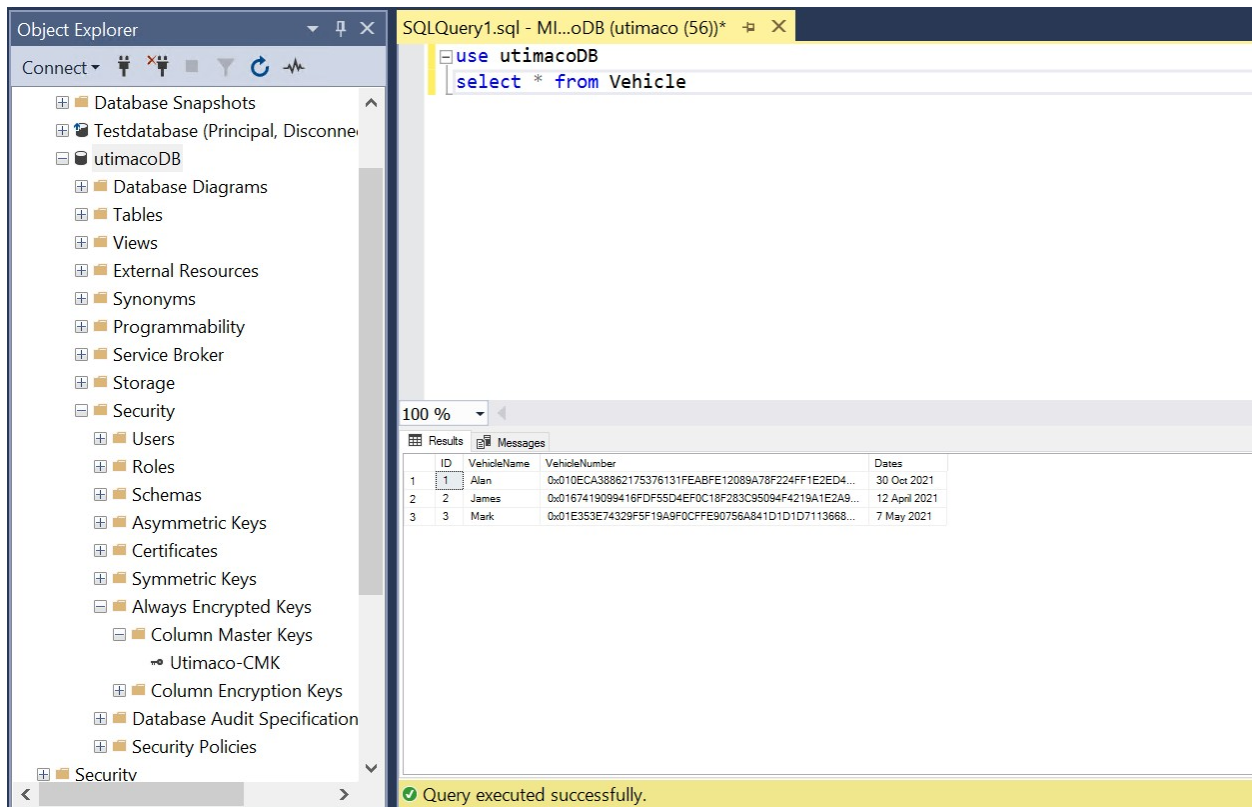 Object Explorer
Connect
Database Snapshots
Testdatabase (Principal, Disconne
utimacoDB
Database Diagrams
Tables
Views
External Resources
Synonyms
Programmability
Service Broker
Storage
Security
Users
Roles
Schemas
Asymmetric Keys
Certificates
Symmetric Keys
Always Encrypted Keys
Column Master Keys
Utimaco-CMK
Column Encryption Keys
Database Audit Specification
Security Policies
Security
SQLQuery1.sql - MI...oDB (utimaco (56))*
use utimacoDB
select * from Vehicle
100 %
Results Messages
ID VehicleName VehicleNumber Dates
1 1 Alan 0x010ECA38862175376131FEABFE12089A78F224FF1E2ED4... 30 Oct 2021
2 2 James 0x0167419099416FDF55D4EF0C18F283C95094F4219A1E2A9... 12 April 2021
3 3 Mark 0x01E353E74329F5F19A9F0CFFE90756A841D1D1D7113668... 7 May 2021
Query executed successfully.